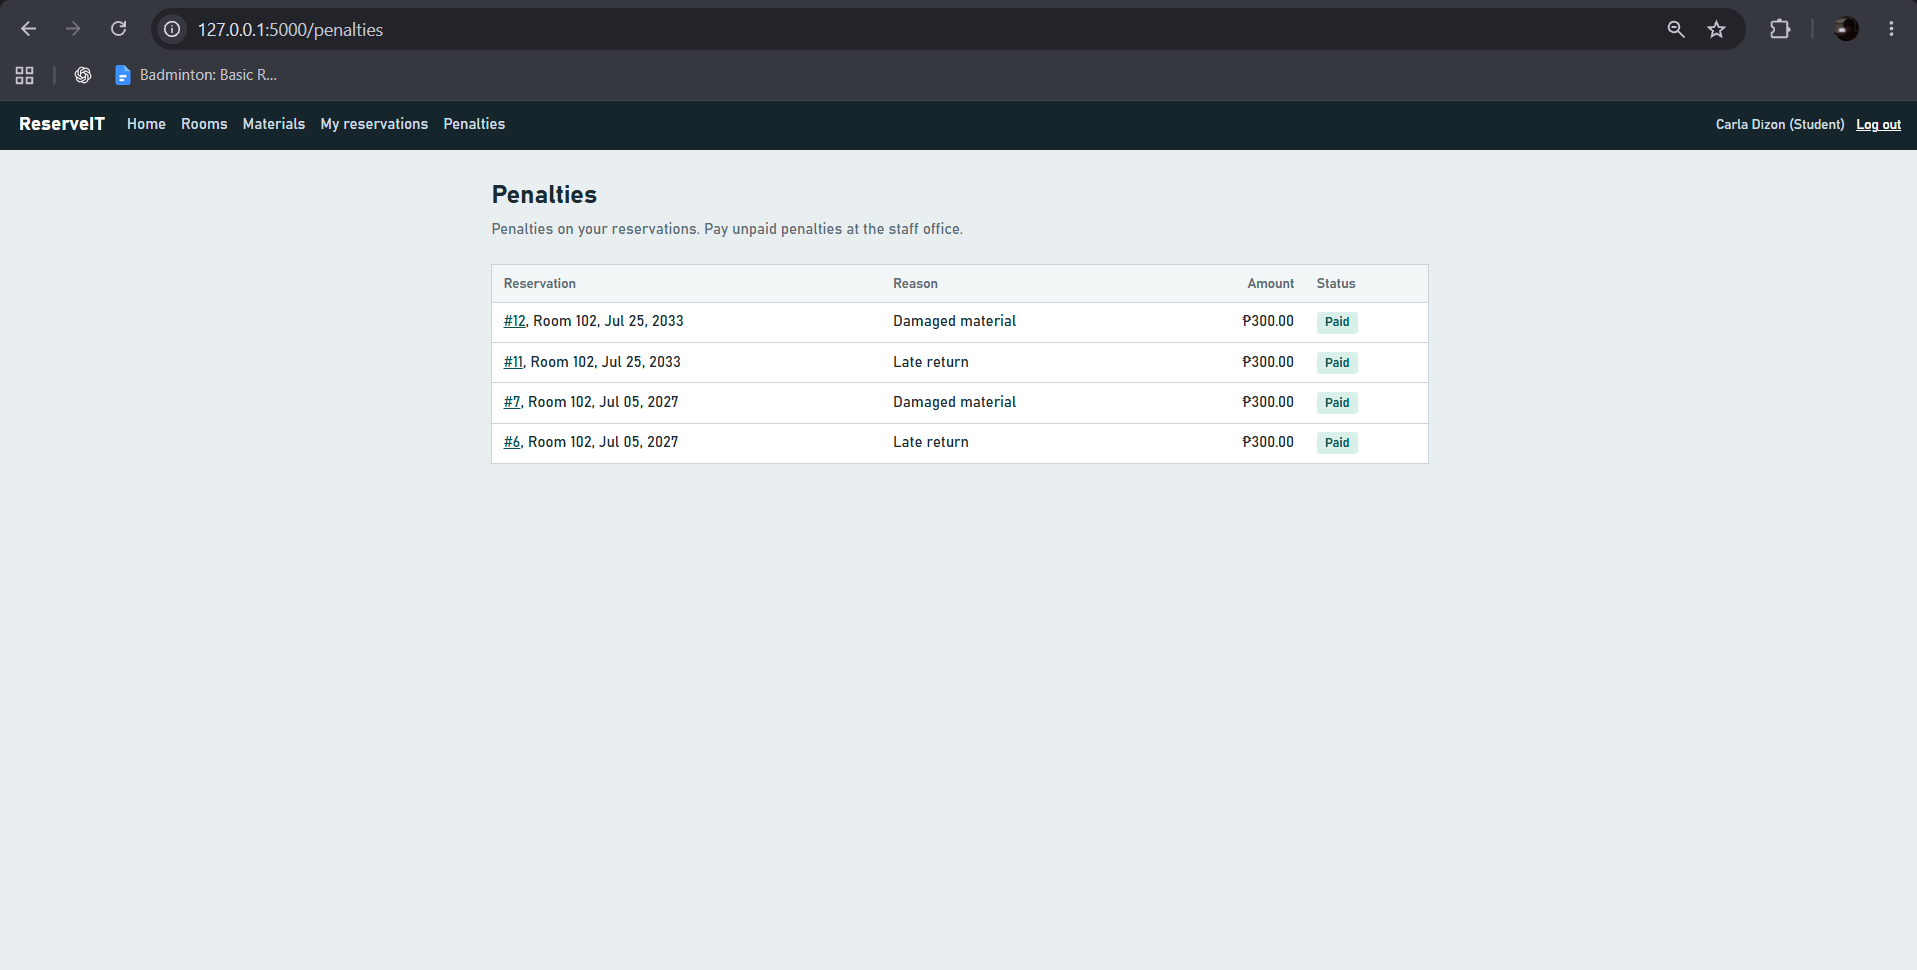 127.0.0.1:5000/penalties
Badminton: Basic R...
ReserveIT Home Rooms Materials My reservations Penalties Carla Dizon (Student) Log out
Penalties
Penalties on your reservations. Pay unpaid penalties at the staff office.
Reservation Reason Amount Status
#12, Room 102, Jul 25, 2033 Damaged material ₱300.00 Paid
#11, Room 102, Jul 25, 2033 Late return ₱300.00 Paid
#7, Room 102, Jul 05, 2027 Damaged material ₱300.00 Paid
#6, Room 102, Jul 05, 2027 Late return ₱300.00 Paid